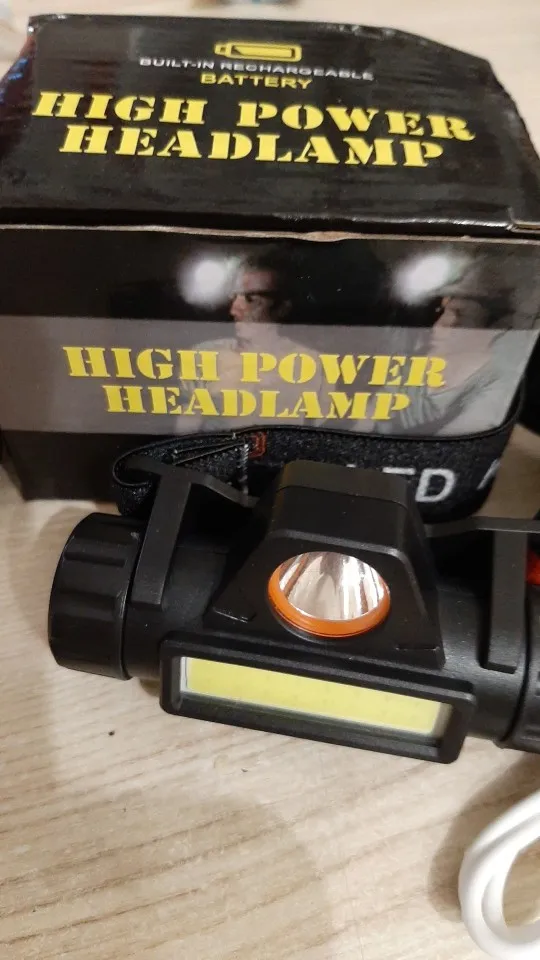 BUILT-IN RECHARGEABLE
BATTERY
HIGH POWER
HEADLAMP
HIGH POWER
HEADLAMP